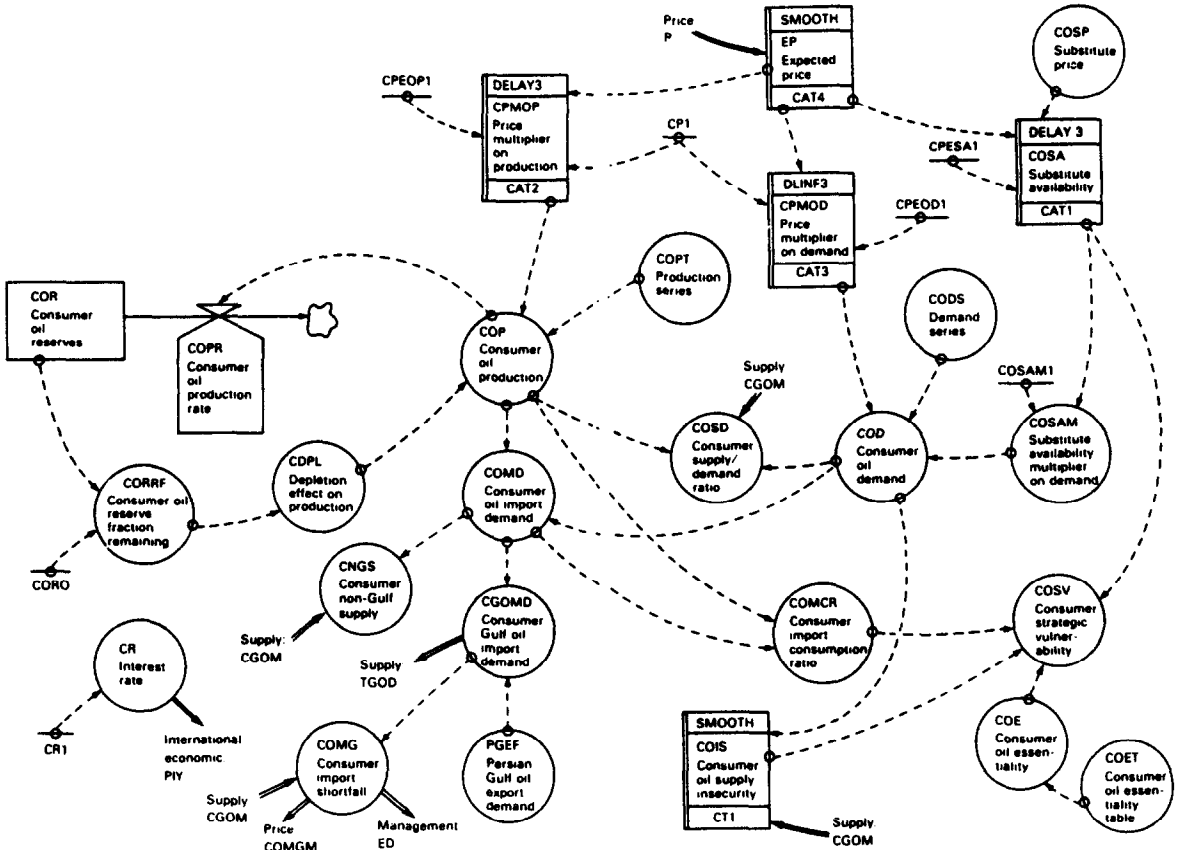 Price
P
SMOOTH
EP
Expected
price
CAT4
COSP
Substitute
price
CPEOP1
DELAY3
CPMOP
Price
multiplier
on
production
CAT2
CP1
DLINF3
CPMOD
Price
multiplier
on demand
CAT3
CPEOD1
CPESA1
DELAY 3
COSA
Substitute
availability
CAT1
COR
Consumer
oil
reserves
COPR
Consumer
oil
production
rate
COPT
Production
series
COP
Consumer
oil
production
CODS
Demand
series
Supply
CGOM
COSD
Consumer
supply/
demand
ratio
COD
Consumer
oil
demand
COSAM1
COSAM
Substitute
availability
multiplier
on demand
CORRF
Consumer oil
reserve
fraction
remaining
CORO
CDPL
Depletion
effect on
production
COMD
Consumer
oil import
demand
CNGS
Consumer
non-Gulf
supply
Supply:
CGOM
CGOMD
Consumer
Gulf oil
import
demand
Supply
TGOD
COMCR
Consumer
import
consumption
ratio
COSV
Consumer
strategic
vulner-
ability
CR
Interest
rate
CR1
International
economic:
PIY
COMG
Consumer
import
shortfall
Supply
CGOM
Price
COMGM
Management
ED
PGEF
Persian
Gulf oil
export
demand
SMOOTH
COIS
Consumer
oil supply
insecurity
CT1
Supply:
CGOM
COE
Consumer
oil essen-
tiality
COET
Consumer
oil essen-
tiality
table